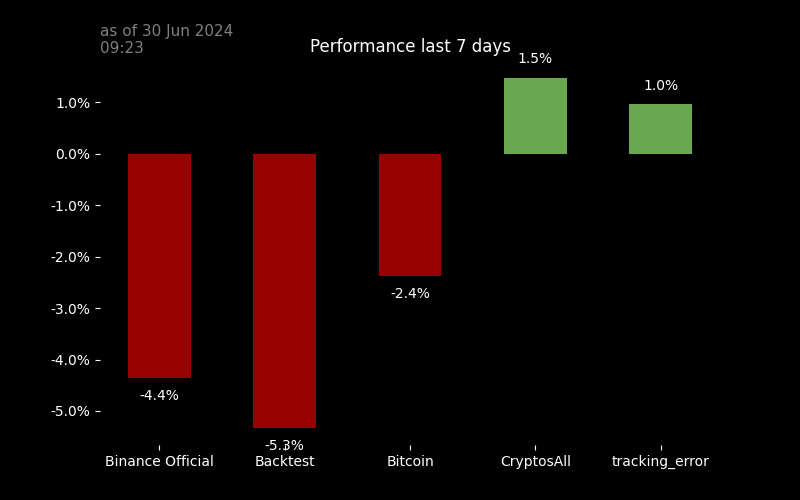 as of 30 Jun 2024
09:23
Performance last 7 days
1.5%
1.0%
1.0%
0.0%
-1.0%
-2.0%
-2.4%
-3.0%
-4.0%
-4.4%
-5.0%
-5.3%
Binance Official
Backtest
Bitcoin
CryptosAll
tracking_error